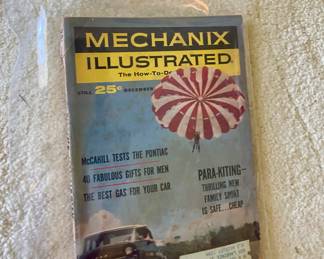 MECHANIX
ILLUSTRATED
The How-To-Do
STILL 25¢ DECEMBER
McCAHILL TESTS THE PONTIAC
40 FABULOUS GIFTS FOR MEN
THE BEST GAS FOR YOUR CAR
PARA-KITING—
THRILLING NEW
FAMILY SPORT
IS SAFE... CHEAP